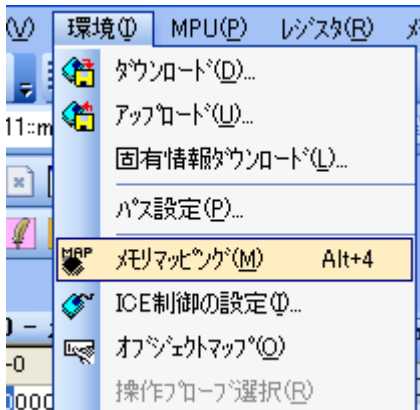 (V) 環境(I) MPU(P) ﾚｼﾞｽﾀ(R)
ﾀﾞｳﾝﾛｰﾄﾞ(D)...
ｱｯﾌﾟﾛｰﾄﾞ(U)...
11::m
固有情報ﾀﾞｳﾝﾛｰﾄﾞ(L)...
ﾊﾟｽ設定(P)...
MAP ﾒﾓﾘﾏｯﾋﾟﾝｸﾞ(M) Alt+4
ICE制御の設定(I)...
ｵﾌﾞｼﾞｪｸﾄﾏｯﾌﾟ(O)
-0
操作ﾌﾟﾛｰﾌﾞ選択(R)
0000